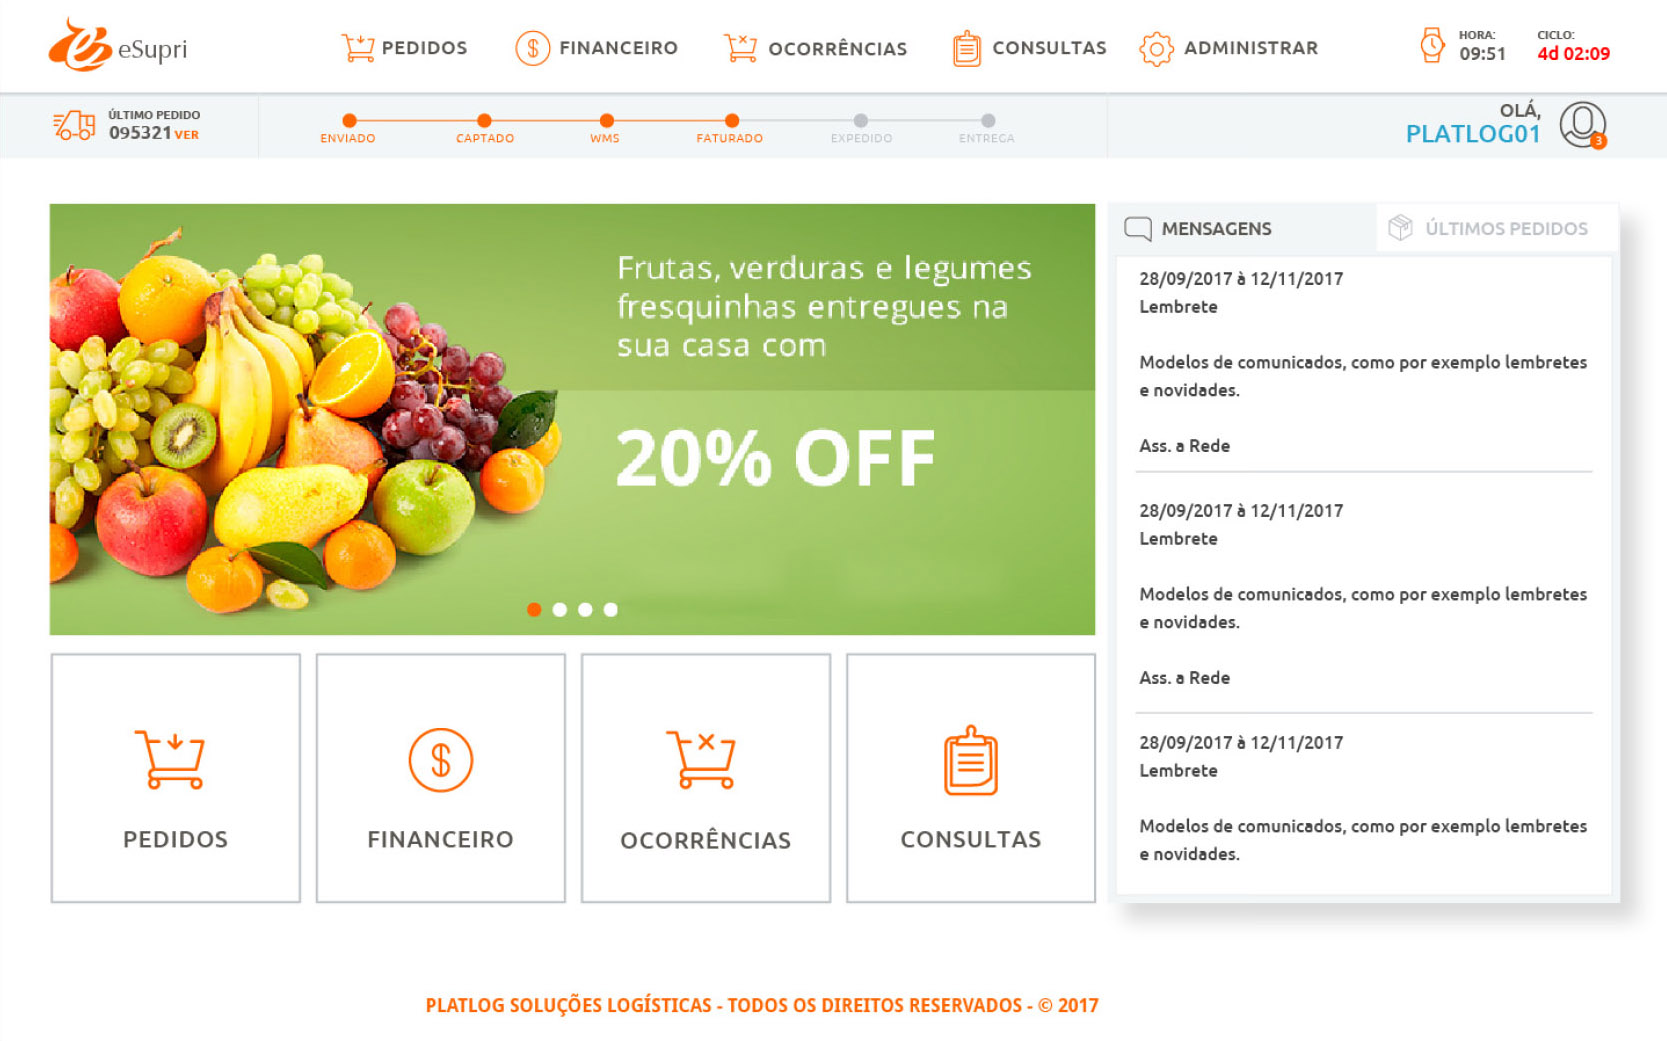 eSupri
PEDIDOS
FINANCEIRO
OCORRÊNCIAS
CONSULTAS
ADMINISTRAR
HORA:
09:51
CICLO:
4d 02:09
ÚLTIMO PEDIDO
095321 VER
ENVIADO
CAPTADO
WMS
FATURADO
EXPEDIDO
ENTREGA
OLÁ,
PLATLOG01
3
Frutas, verduras e legumes
fresquinhas entregues na
sua casa com
20% OFF
MENSAGENS
ÚLTIMOS PEDIDOS
28/09/2017 à 12/11/2017
Lembrete
Modelos de comunicados, como por exemplo lembretes
e novidades.
Ass. a Rede
28/09/2017 à 12/11/2017
Lembrete
Modelos de comunicados, como por exemplo lembretes
e novidades.
Ass. a Rede
28/09/2017 à 12/11/2017
Lembrete
Modelos de comunicados, como por exemplo lembretes
e novidades.
PEDIDOS
FINANCEIRO
OCORRÊNCIAS
CONSULTAS
PLATLOG SOLUÇÕES LOGÍSTICAS - TODOS OS DIREITOS RESERVADOS - © 2017